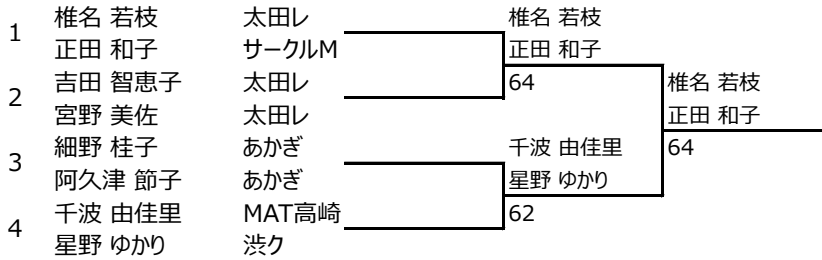 椎名 若枝 太田レ 椎名 若枝
1
正田 和子 サークルM 正田 和子
吉田 智恵子 太田レ 64 椎名 若枝
2
宮野 美佐 太田レ 正田 和子
細野 桂子 あかぎ 千波 由佳里 64
3
阿久津 節子 あかぎ 星野 ゆかり
千波 由佳里 MAT高崎 62
4
星野 ゆかり 渋ク